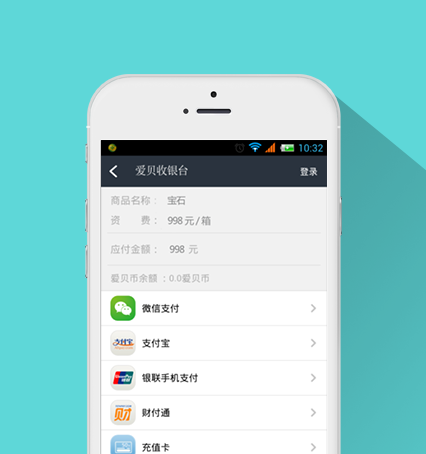 10:32
爱贝收银台 登录
商品名称： 宝石
资 费： 998 元 / 箱
应付金额： 998 元
爱贝币余额 ：0.0爱贝币
微信支付
支付宝
支付宝
银联手机支付
财 财付通
充值卡